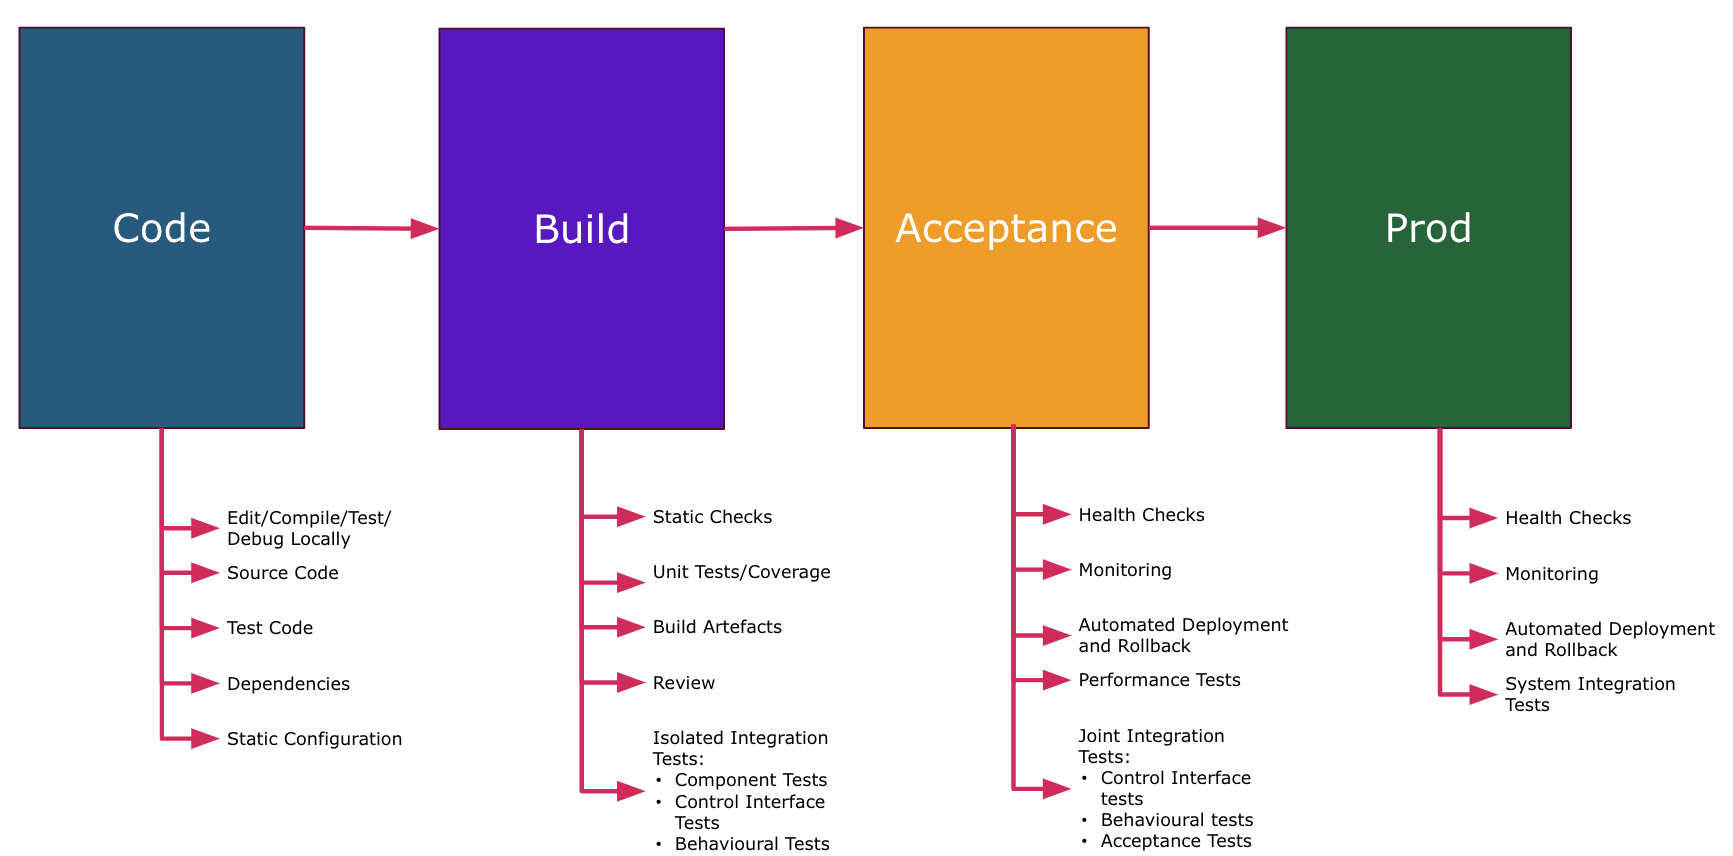 Code
Build
Acceptance
Prod
Edit/Compile/Test/
Debug Locally
Source Code
Test Code
Dependencies
Static Configuration
Static Checks
Unit Tests/Coverage
Build Artefacts
Review
Isolated Integration
Tests:
• Component Tests
• Control Interface
Tests
• Behavioural Tests
Health Checks
Monitoring
Automated Deployment
and Rollback
Performance Tests
Joint Integration
Tests:
• Control Interface
tests
• Behavioural tests
• Acceptance Tests
Health Checks
Monitoring
Automated Deployment
and Rollback
System Integration
Tests